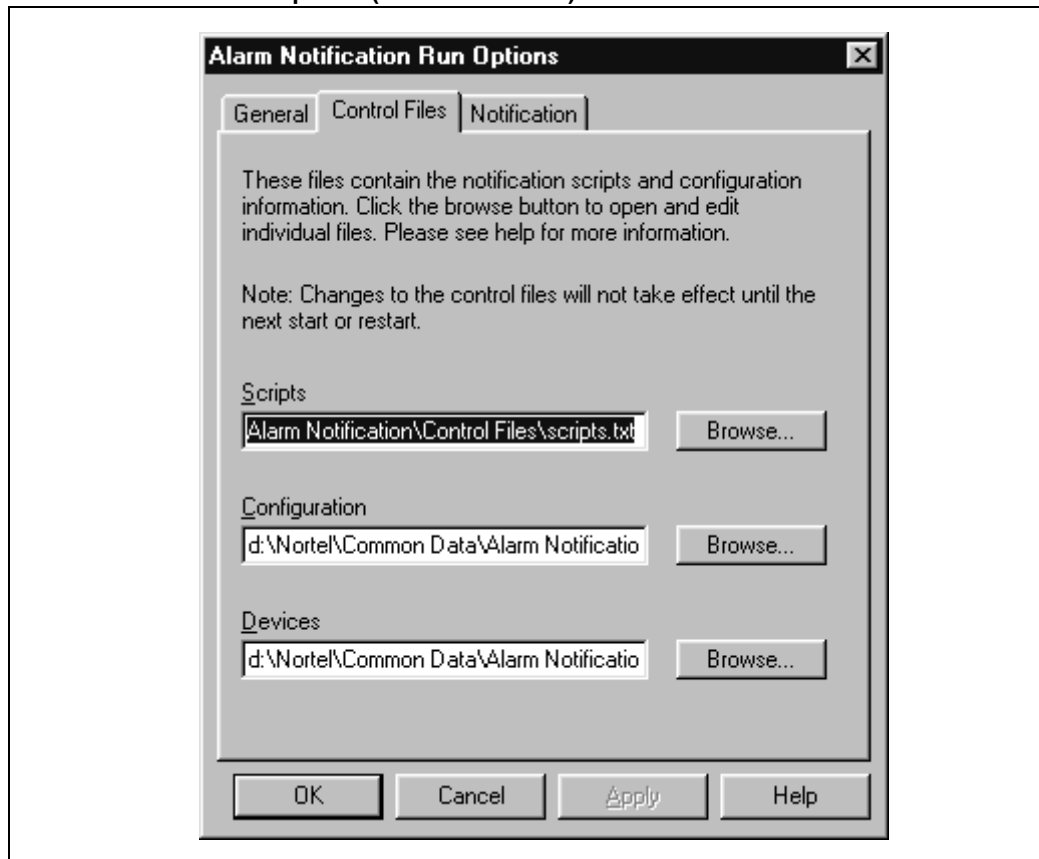 Alarm Notification Run Options
General Control Files Notification
These files contain the notification scripts and configuration
information. Click the browse button to open and edit
individual files. Please see help for more information.
Note: Changes to the control files will not take effect until the
next start or restart.
Scripts
Alarm Notification\Control Files\scripts.txt Browse...
Configuration
d:\Nortel\Common Data\Alarm Notificatio Browse...
Devices
d:\Nortel\Common Data\Alarm Notificatio Browse...
OK Cancel Apply Help